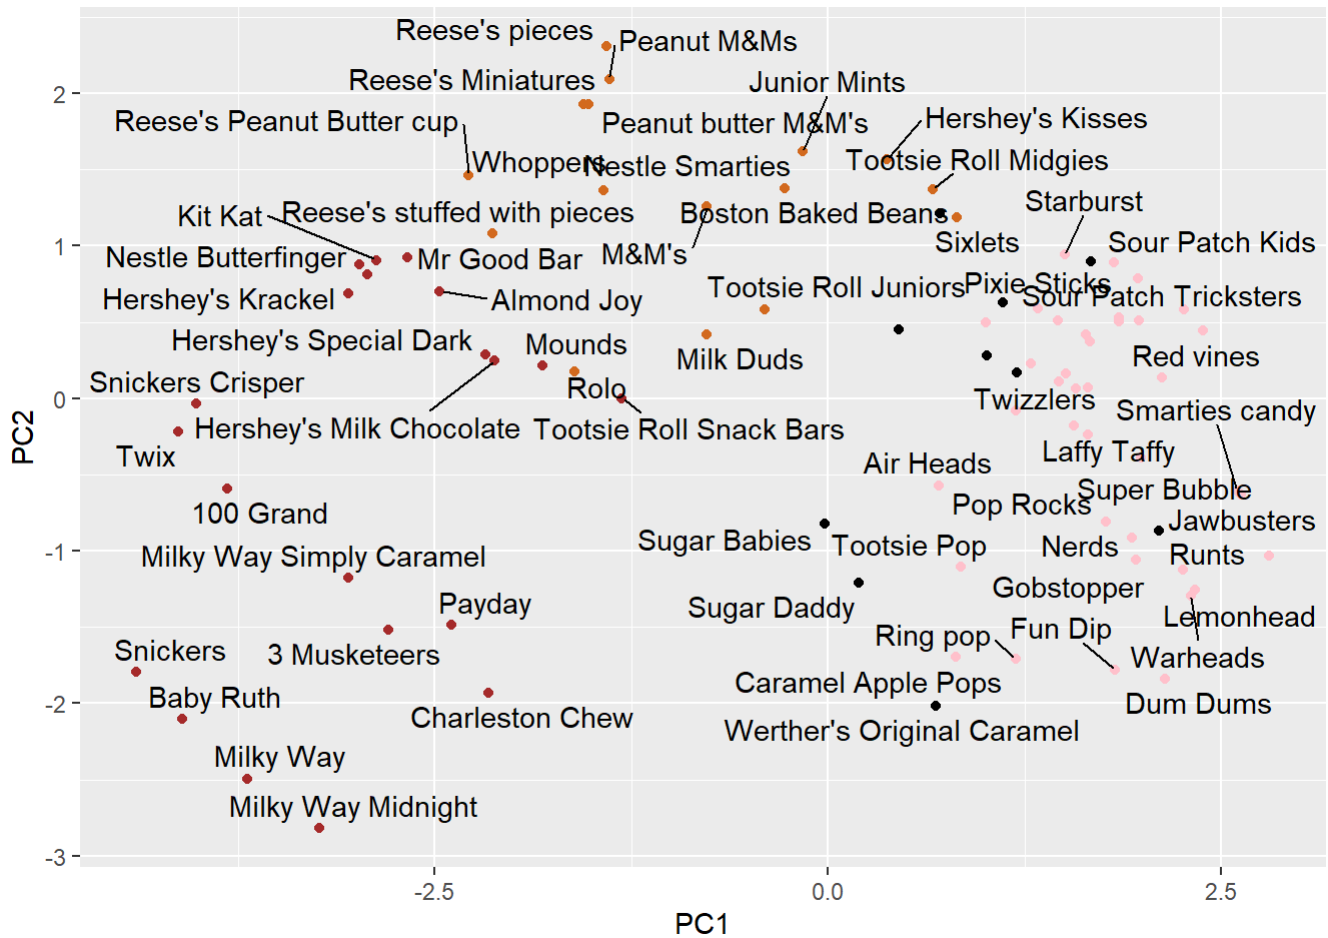 Reese's pieces
Peanut M&Ms
Reese's Miniatures
Junior Mints
Reese's Peanut Butter cup
Peanut butter M&M's
Hershey's Kisses
Whoppers
Nestle Smarties
Tootsie Roll Midgies
Kit Kat
Reese's stuffed with pieces
Boston Baked Beans
Starburst
Nestle Butterfinger
Mr Good Bar
M&M's
Sixlets
Sour Patch Kids
Hershey's Krackel
Almond Joy
Tootsie Roll Juniors
Pixie Sticks
Sour Patch Tricksters
Hershey's Special Dark
Mounds
Milk Duds
Red vines
Snickers Crisper
Rolo
Twizzlers
Smarties candy
Twix
Hershey's Milk Chocolate
Tootsie Roll Snack Bars
Laffy Taffy
Air Heads
100 Grand
Pop Rocks
Super Bubble
Jawbusters
Milky Way Simply Caramel
Sugar Babies
Tootsie Pop
Nerds
Runts
Payday
Sugar Daddy
Gobstopper
Lemonhead
Snickers
3 Musketeers
Ring pop
Fun Dip
Warheads
Baby Ruth
Charleston Chew
Caramel Apple Pops
Dum Dums
Werther's Original Caramel
Milky Way
Milky Way Midnight
2
1
0
-1
-2
-3
PC2
-2.5
0.0
2.5
PC1